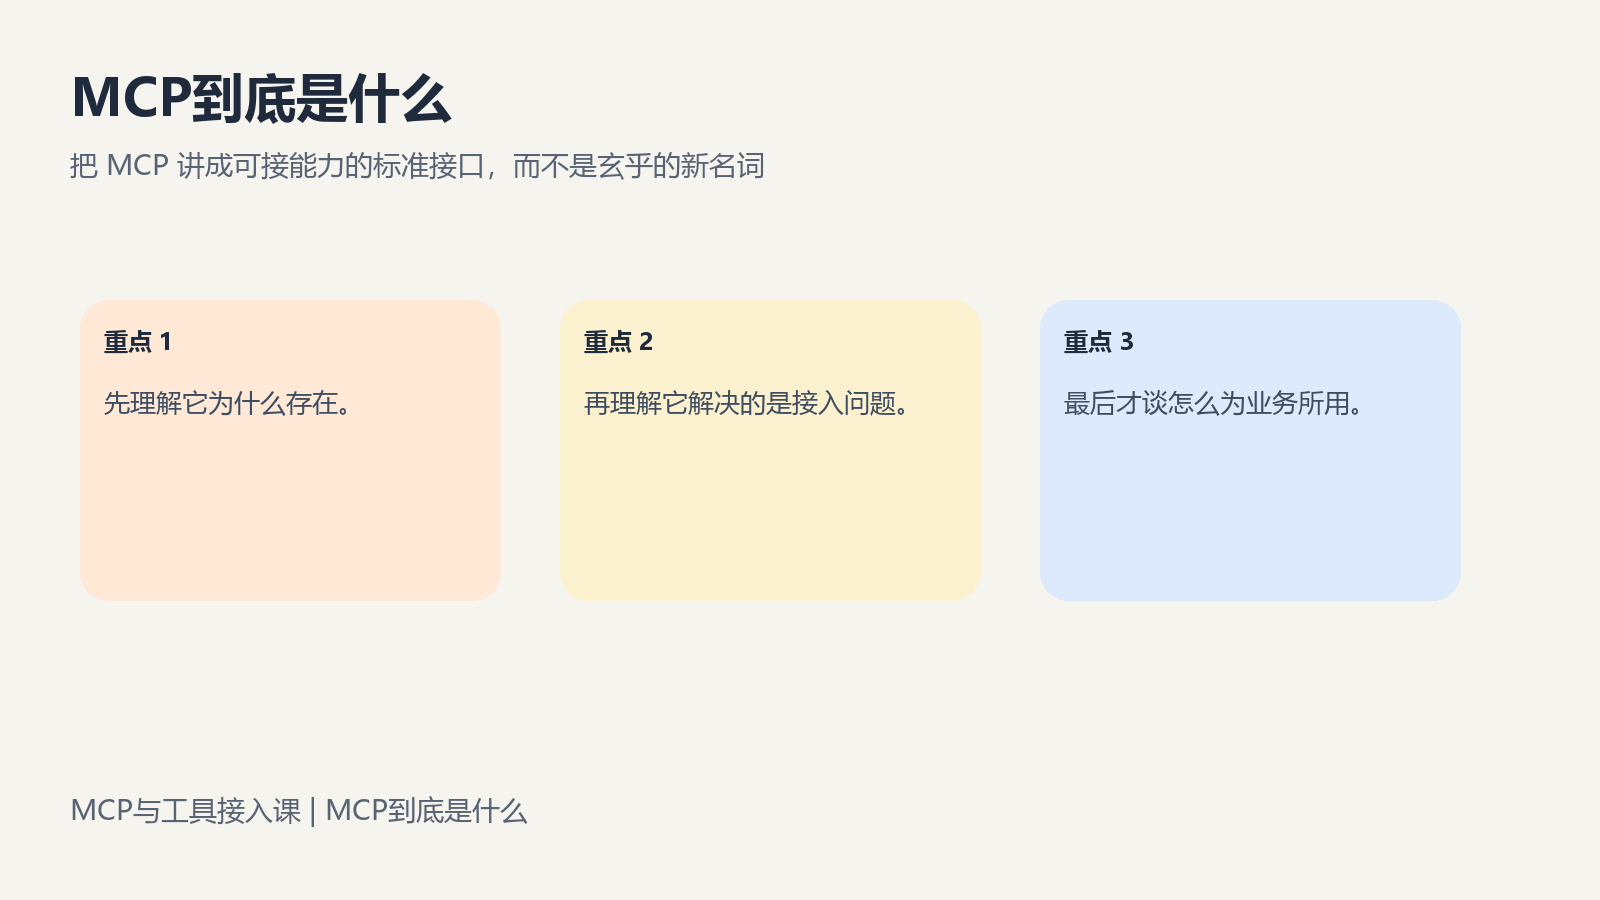 MCP到底是什么
把 MCP 讲成可接能力的标准接口，而不是玄乎的新名词
重点 1
先理解它为什么存在。
重点 2
再理解它解决的是接入问题。
重点 3
最后才谈怎么为业务所用。
MCP与工具接入课 | MCP到底是什么